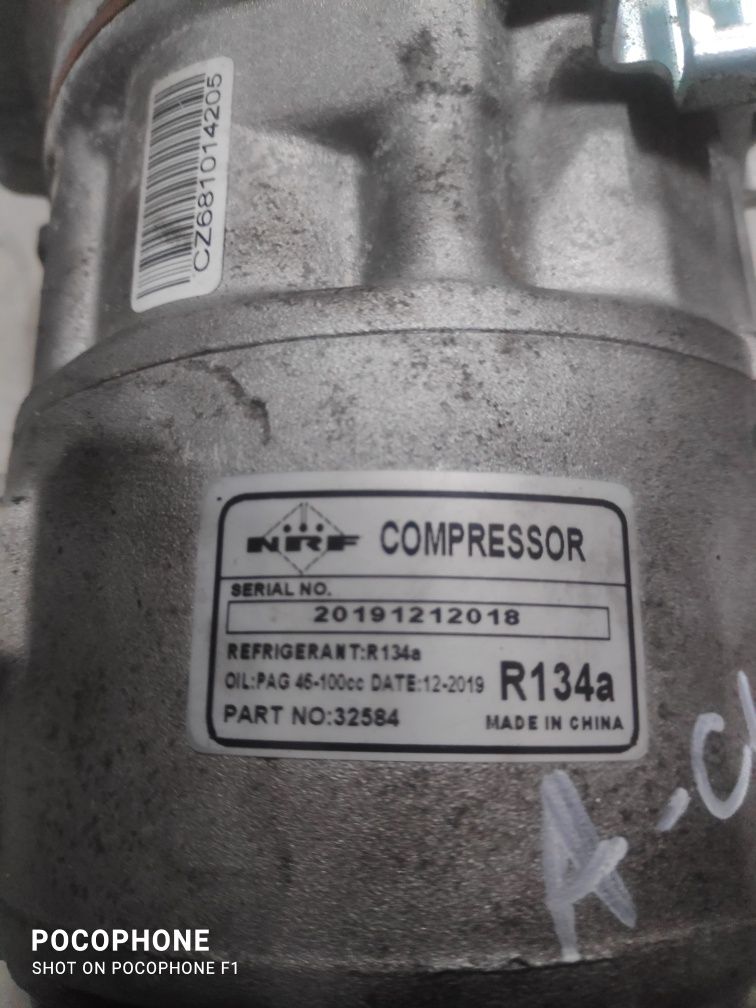 CZ681014205
NRF COMPRESSOR
SERIAL NO.
20191212018
REFRIGERANT:R134a
OIL:PAG 46-100cc DATE:12-2019
R134a
PART NO:32584
MADE IN CHINA
POCOPHONE
SHOT ON POCOPHONE F1